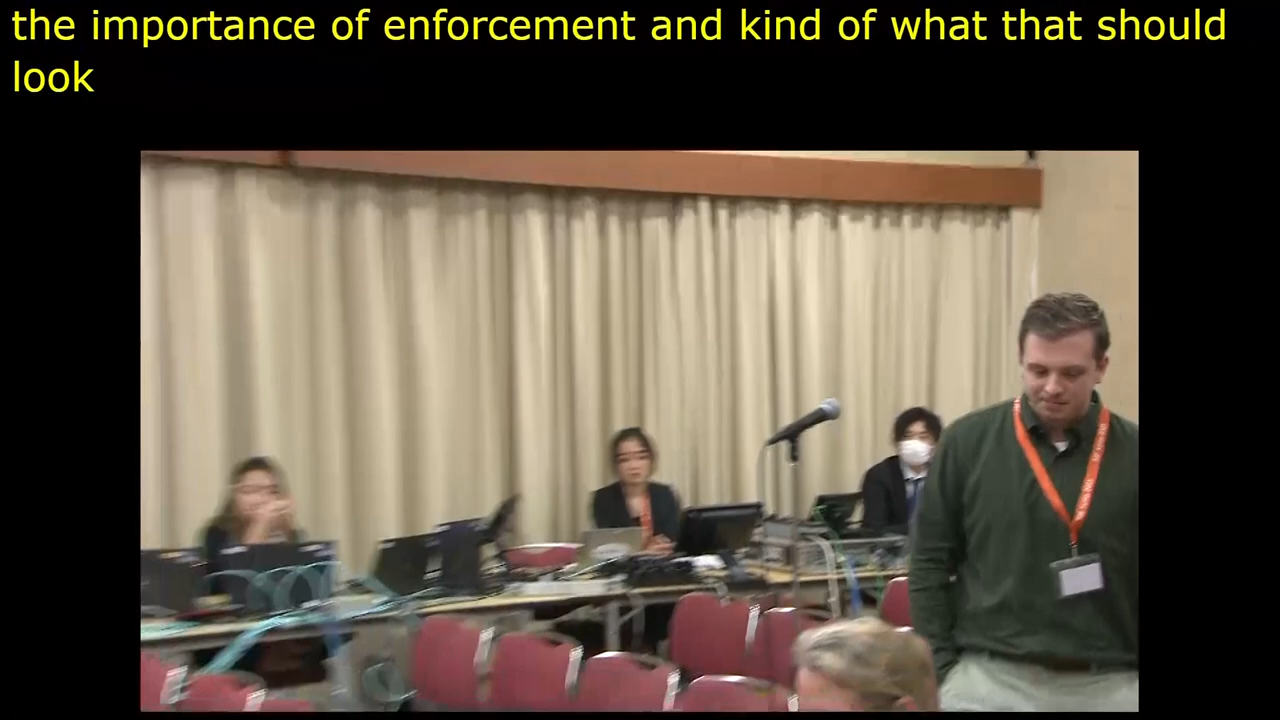 the importance of enforcement and kind of what that should
look